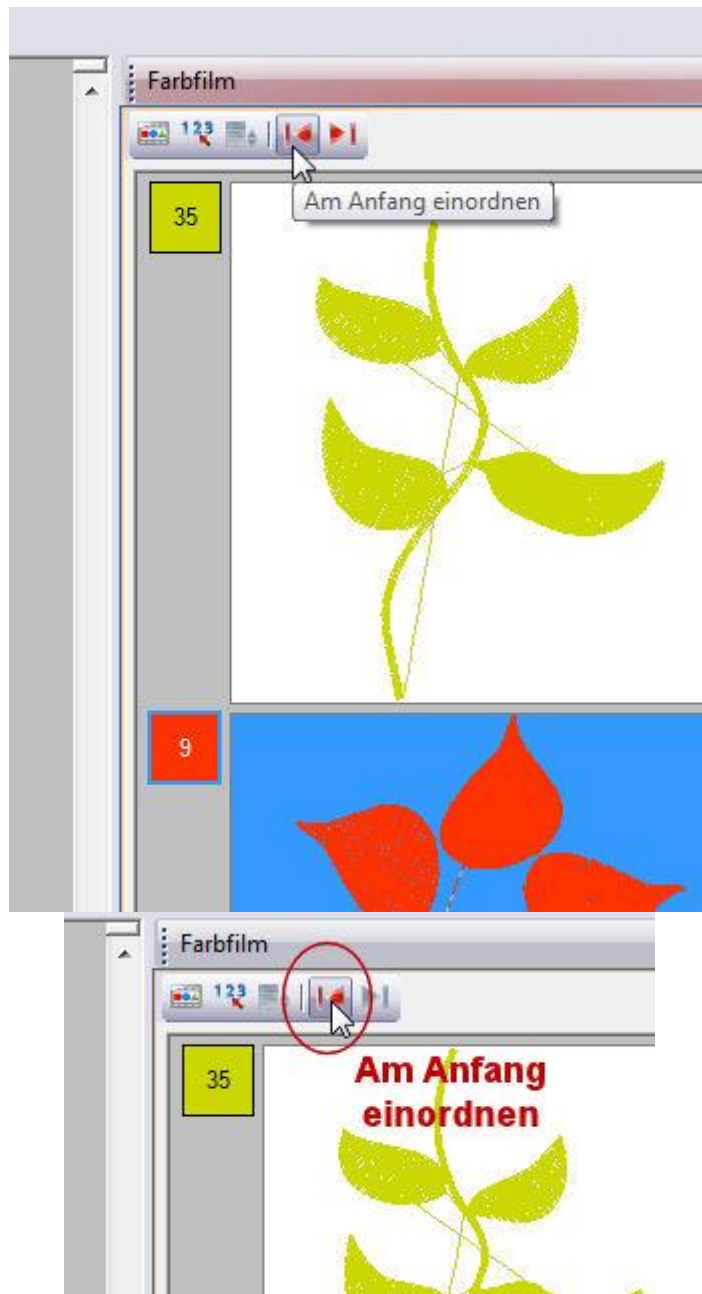 Farbfilm
123
Am Anfang einordnen
35
9
Farbfilm
123
35
Am Anfang
einordnen